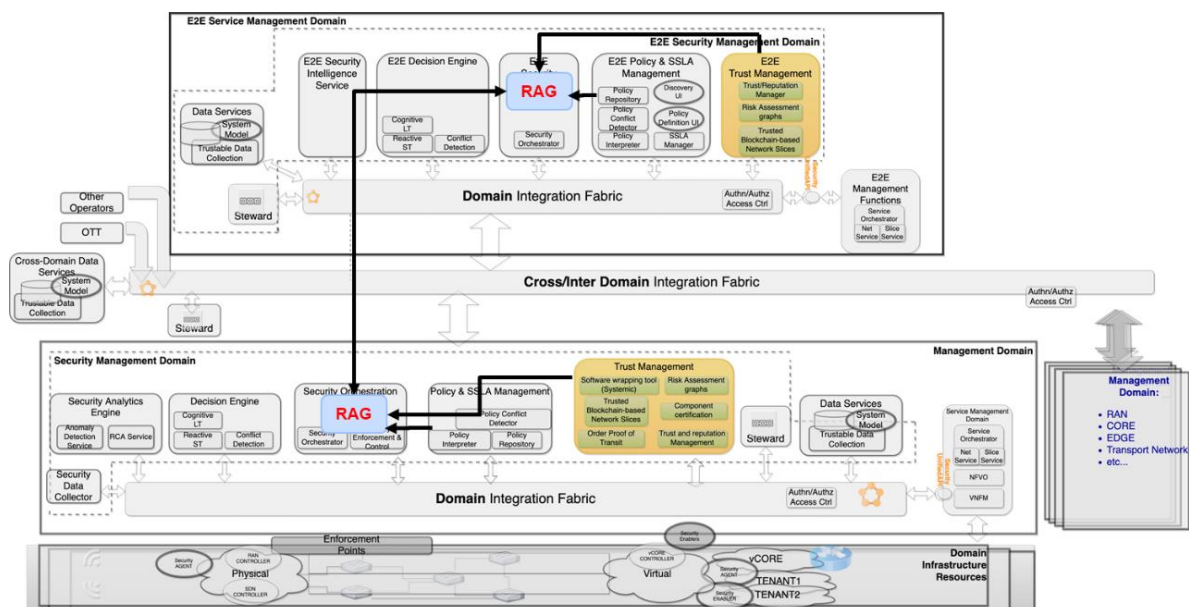 E2E Service Management Domain
E2E Security Management Domain
E2E Security
Intelligence
Service
E2E Decision Engine
Cognitive
LT
Reactive
ST
Conflict
Detection
E2E
RAG
Security
Orchestrator
E2E Policy & SSLA
Management
Policy
Repository
Discovery
UI
Policy
Conflict
Detector
Policy
Definition UI
Policy
Interpreter
SSLA
Manager
E2E
Trust Management
Trust/Reputation
Manager
Risk Assessment
graphs
Trusted
Blockchain-based
Network Slices
Data Services
System
Model
Trustable Data
Collection
Steward
Domain Integration Fabric
Authn/Authz
Access Ctrl
Security
E2E
Management
Functions
Service
Orchestrator
Net
Service
Slice
Service
Other
Operators
OTT
Cross-Domain Data
Services
System
Model
Trustable Data
Collection
Steward
Cross/Inter Domain Integration Fabric
Authn/Authz
Access Ctrl
Security Management Domain
Management Domain
Security Analytics
Engine
Anomaly
Detection
Service
RCA Service
Decision Engine
Cognitive
LT
Reactive
ST
Conflict
Detection
Security Orchestration
RAG
Security
Orchestrator
Enforcement &
Control
Policy & SSLA Management
Policy Conflict
Detector
Policy
Interpreter
Policy
Repository
Trust Management
Software wrapping tool
(Systemic)
Risk Assessment
graphs
Trusted
Blockchain-based
Network Slices
Component
certification
Order Proof of
Transit
Trust and reputation
Management
Steward
Data Services
System
Model
Trustable Data
Collection
Service Management
Domain
Service
Orchestrator
Net
Service
Slice
Service
NFVO
VNFM
Security
Data
Collector
Domain Integration Fabric
Authn/Authz
Access Ctrl
Security
Management
Domain:
• RAN
• CORE
• EDGE
• Transport Network
• etc...
Enforcement
Points
Security
AGENT
RAN
CONTROLLER
Physical
SDN
CONTROLLER
Security
Enablers
vCORE
CONTROLLER
Virtual
vCORE
Security
AGENT
TENANT1
Security
ENABLER
TENANT2
Domain
Infrastructure
Resources